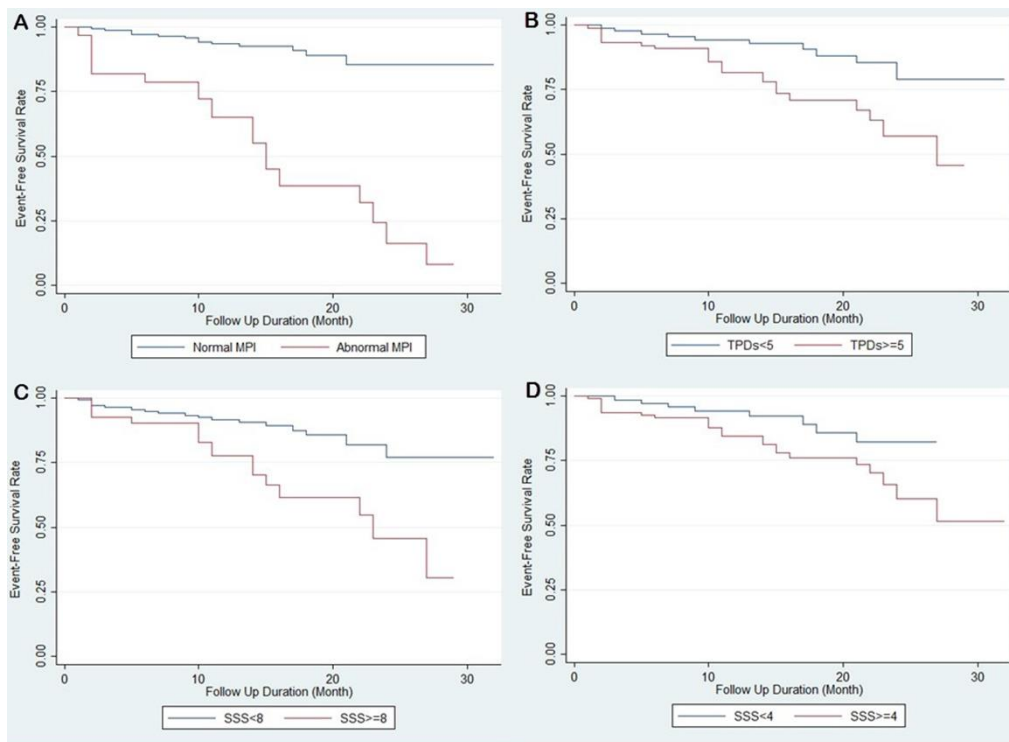 A
Event-Free Survival Rate
1.00
0.75
0.50
0.25
0.00
0 10 20 30
Follow Up Duration (Month)
Normal MPI Abnormal MPI
B
Event-Free Survival Rate
1.00
0.75
0.50
0.25
0.00
0 10 20 30
Follow Up Duration (Month)
TPDs<5 TPDs>=5
C
Event-Free Survival Rate
1.00
0.75
0.50
0.25
0.00
0 10 20 30
Follow Up Duration (Month)
SSS<8 SSS>=8
D
Event-Free Survival Rate
1.00
0.75
0.50
0.25
0.00
0 10 20 30
Follow Up Duration (Month)
SSS<4 SSS>=4